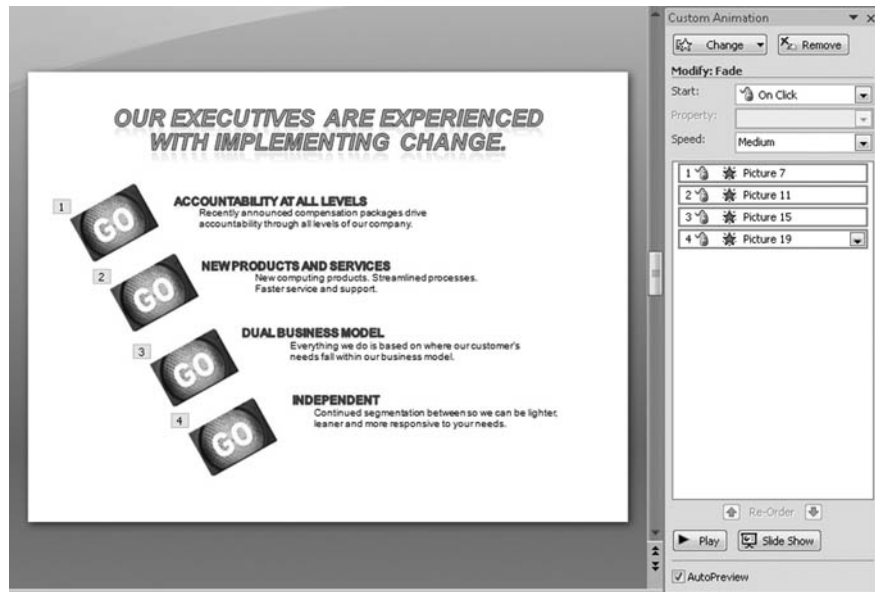 OUR EXECUTIVES ARE EXPERIENCED
WITH IMPLEMENTING CHANGE.
1
GO
ACCOUNTABILITY AT ALL LEVELS
Recently announced compensation packages drive
accountability through all levels of our company.
2
GO
NEW PRODUCTS AND SERVICES
New computing products. Streamlined processes.
Faster service and support.
3
GO
DUAL BUSINESS MODEL
Everything we do is based on where our customer's
needs fall within our business model.
4
GO
INDEPENDENT
Continued segmentation between so we can be lighter,
leaner and more responsive to your needs.
Custom Animation
Change
Remove
Modify: Fade
Start: On Click
Property:
Speed: Medium
1 Picture 7
2 Picture 11
3 Picture 15
4 Picture 19
Re-Order
Play
Slide Show
AutoPreview